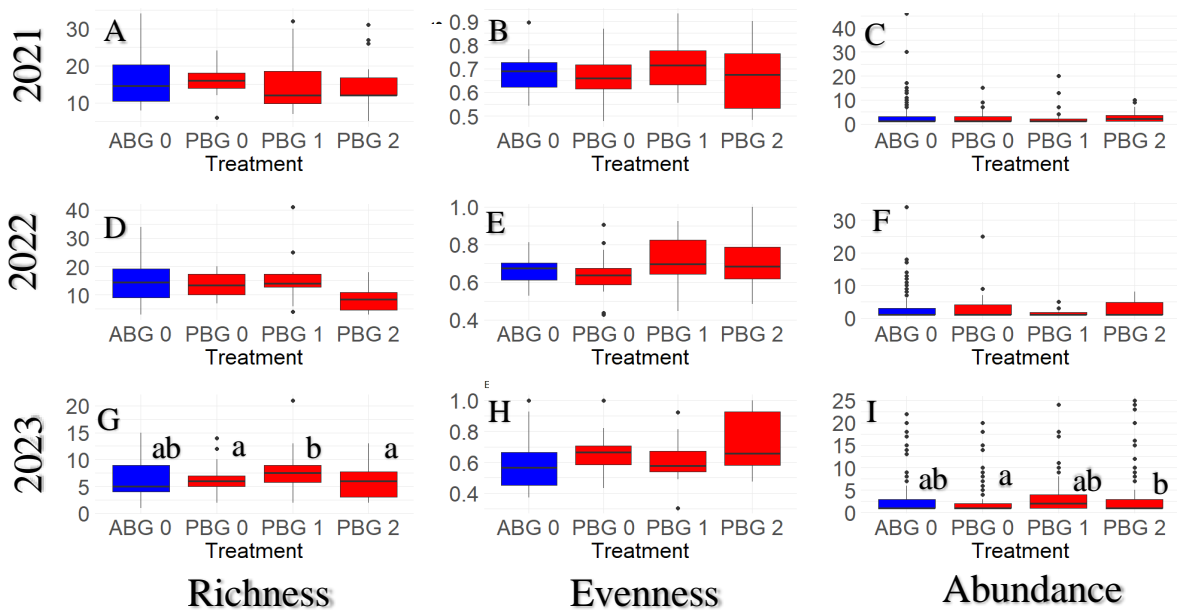 2021
A
30
20
10
ABG 0 PBG 0 PBG 1 PBG 2
Treatment
B
0.9
0.8
0.7
0.6
0.5
ABG 0 PBG 0 PBG 1 PBG 2
Treatment
C
40
30
20
10
0
ABG 0 PBG 0 PBG 1 PBG 2
Treatment
2022
D
40
30
20
10
ABG 0 PBG 0 PBG 1 PBG 2
Treatment
E
1.0
0.8
0.6
0.4
ABG 0 PBG 0 PBG 1 PBG 2
Treatment
F
30
20
10
0
ABG 0 PBG 0 PBG 1 PBG 2
Treatment
2023
G
20
15
10
5
0
ab a b a
ABG 0 PBG 0 PBG 1 PBG 2
Treatment
E
H
1.0
0.8
0.6
0.4
ABG 0 PBG 0 PBG 1 PBG 2
Treatment
I
25
20
15
10
5
0
ab a ab b
ABG 0 PBG 0 PBG 1 PBG 2
Treatment
Richness Evenness Abundance